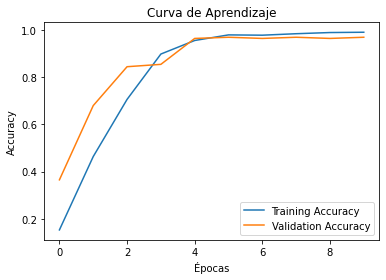 Curva de Aprendizaje
1.0
0.8
0.6
0.4
0.2
Accuracy
0 2 4 6 8
Épocas
Training Accuracy
Validation Accuracy